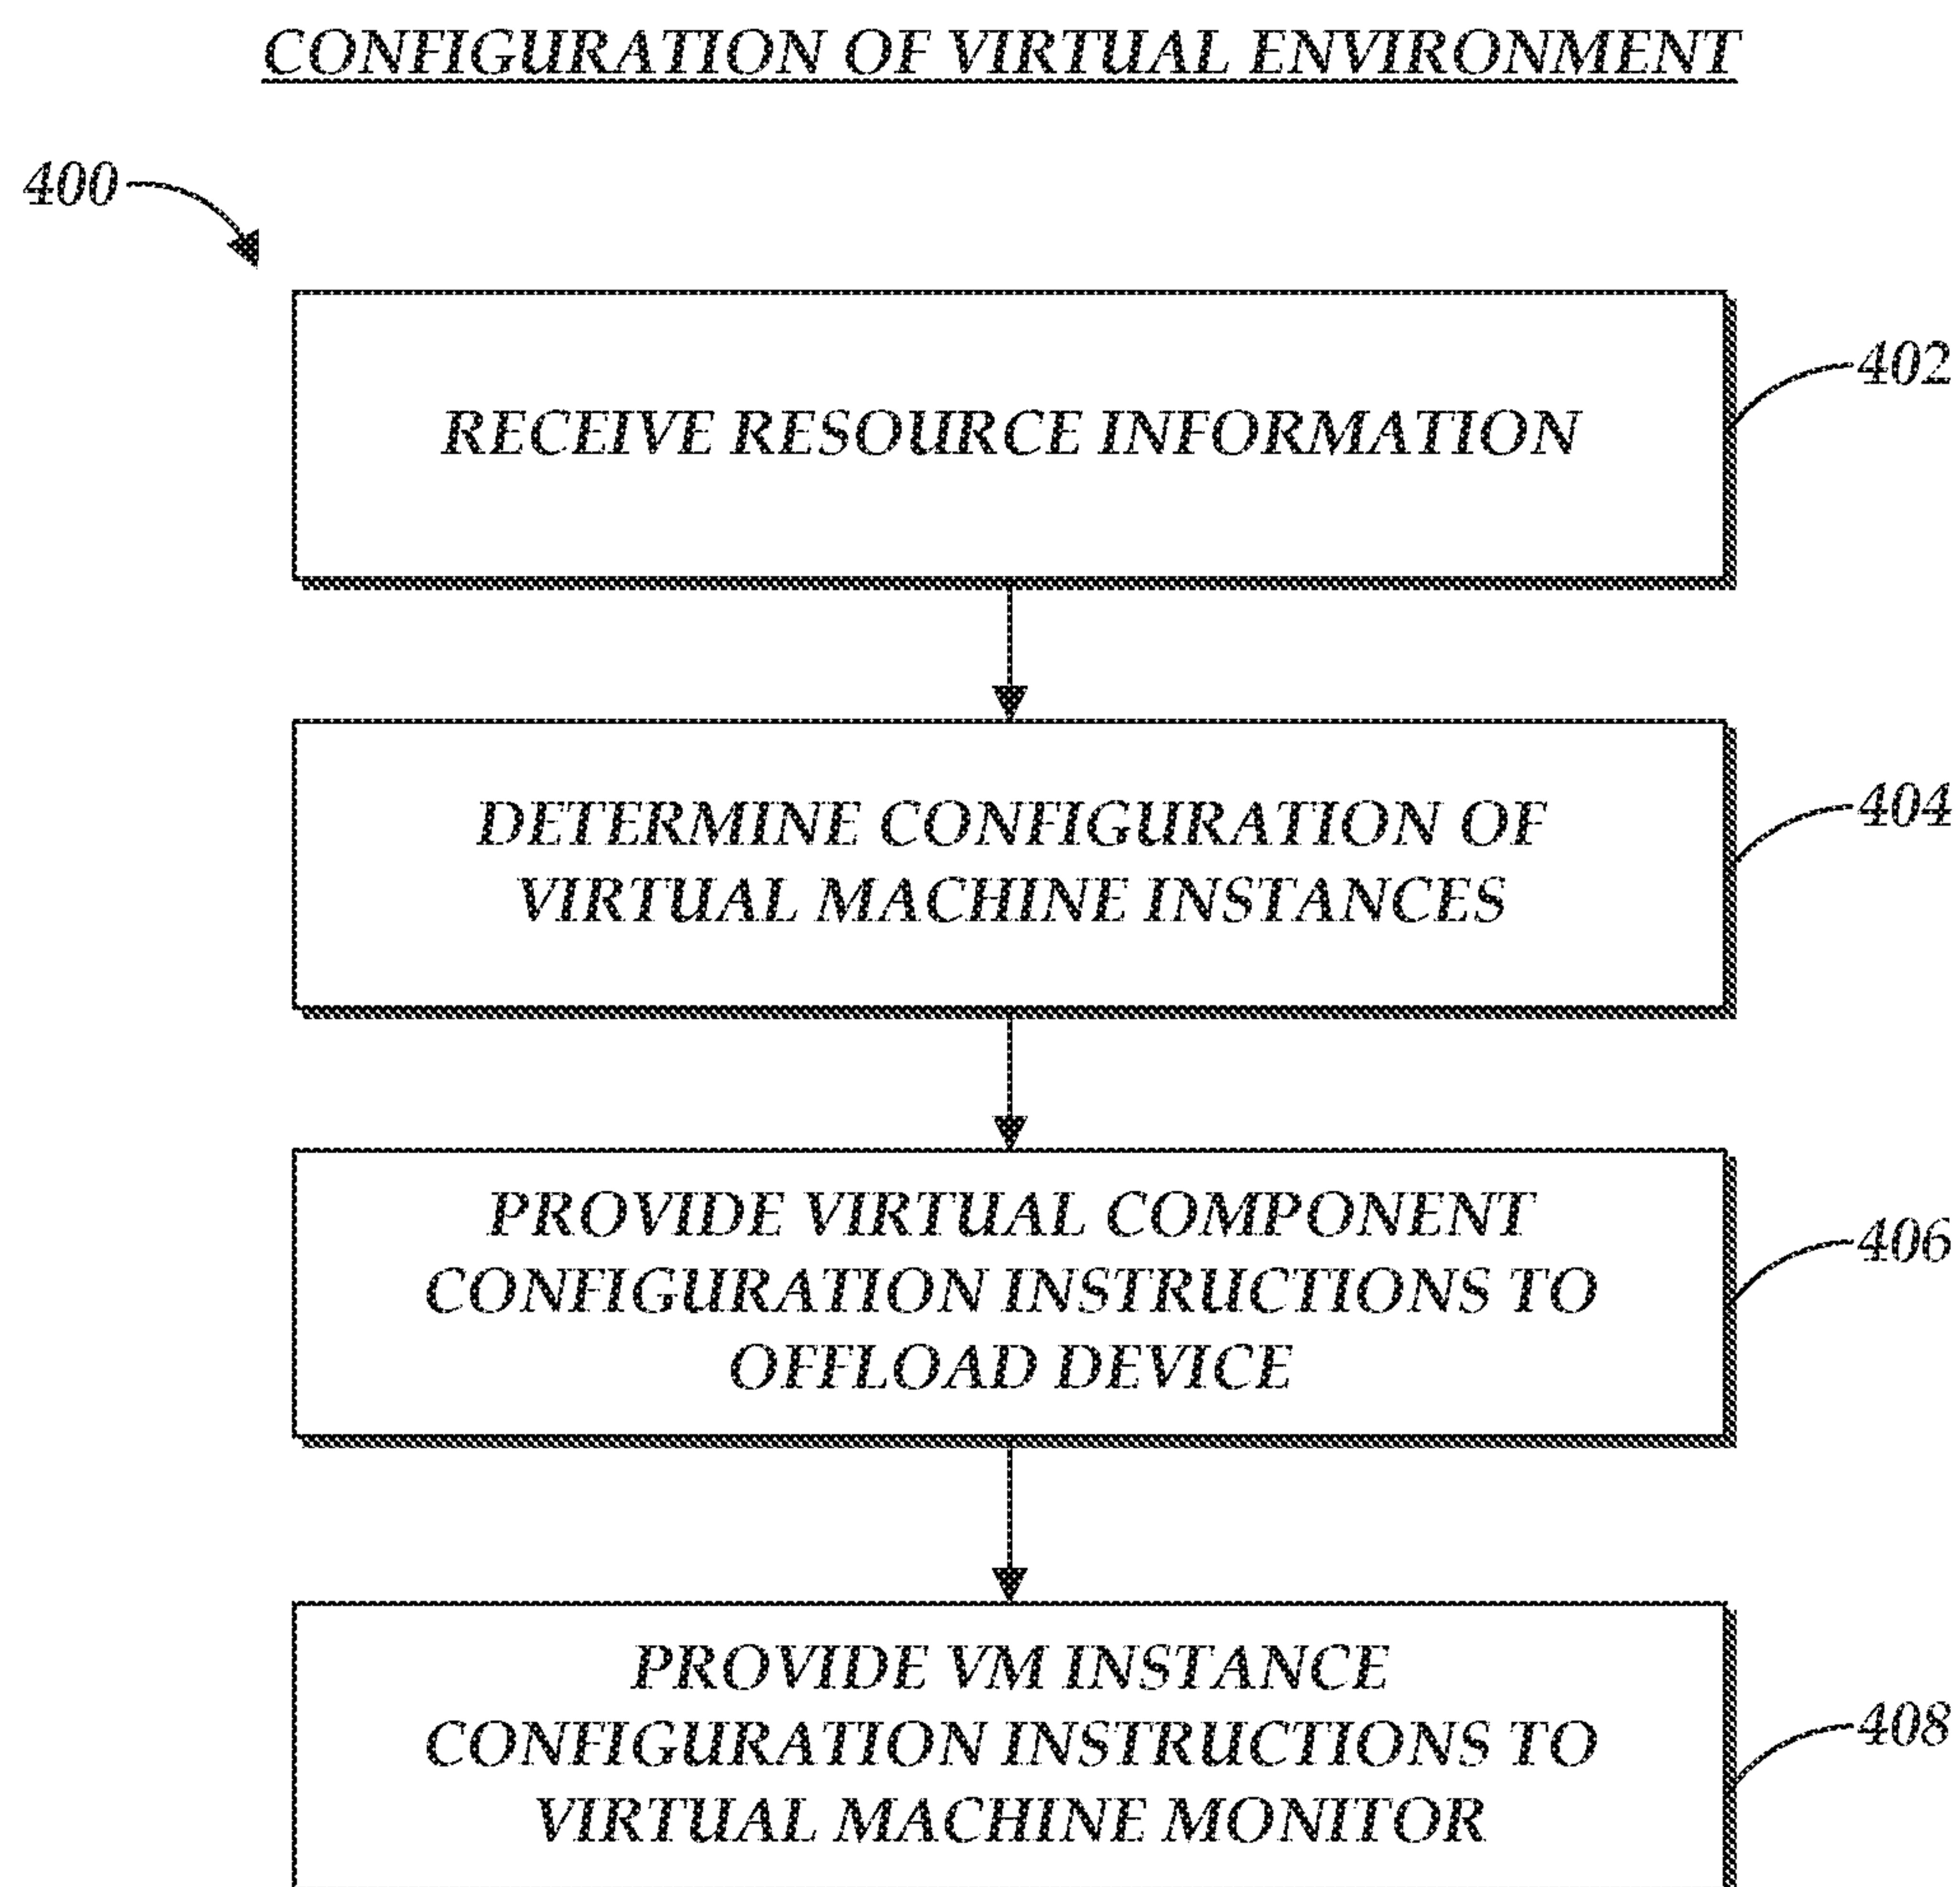 CONFIGURATION OF VIRTUAL ENVIRONMENT
400
RECEIVE RESOURCE INFORMATION
402
DETERMINE CONFIGURATION OF
VIRTUAL MACHINE INSTANCES
404
PROVIDE VIRTUAL COMPONENT
CONFIGURATION INSTRUCTIONS TO
OFFLOAD DEVICE
406
PROVIDE VM INSTANCE
CONFIGURATION INSTRUCTIONS TO
VIRTUAL MACHINE MONITOR
408